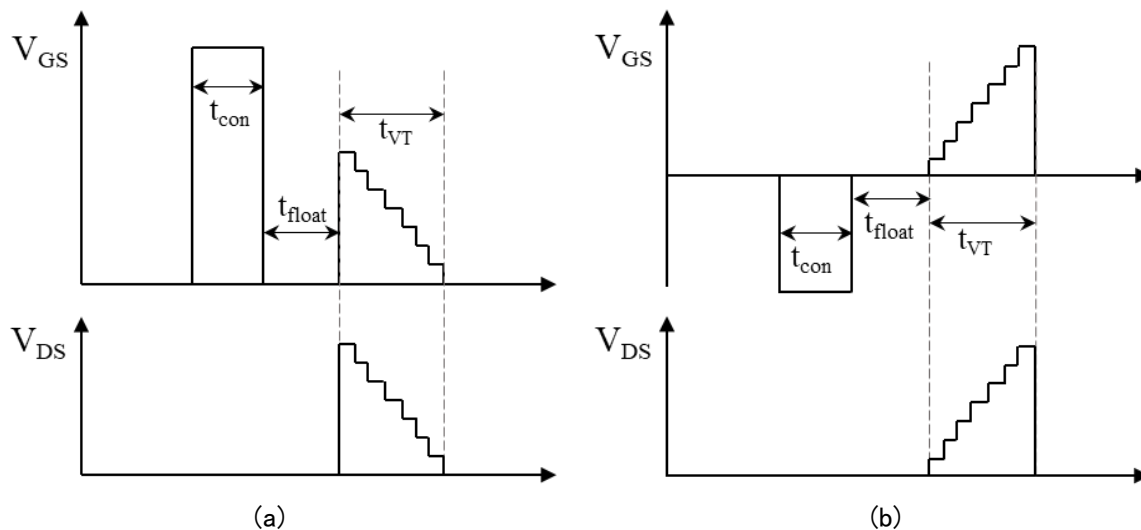 V_GS
t_con
t_VT
t_float
V_DS
(a)
V_GS
t_float
t_con
t_VT
V_DS
(b)